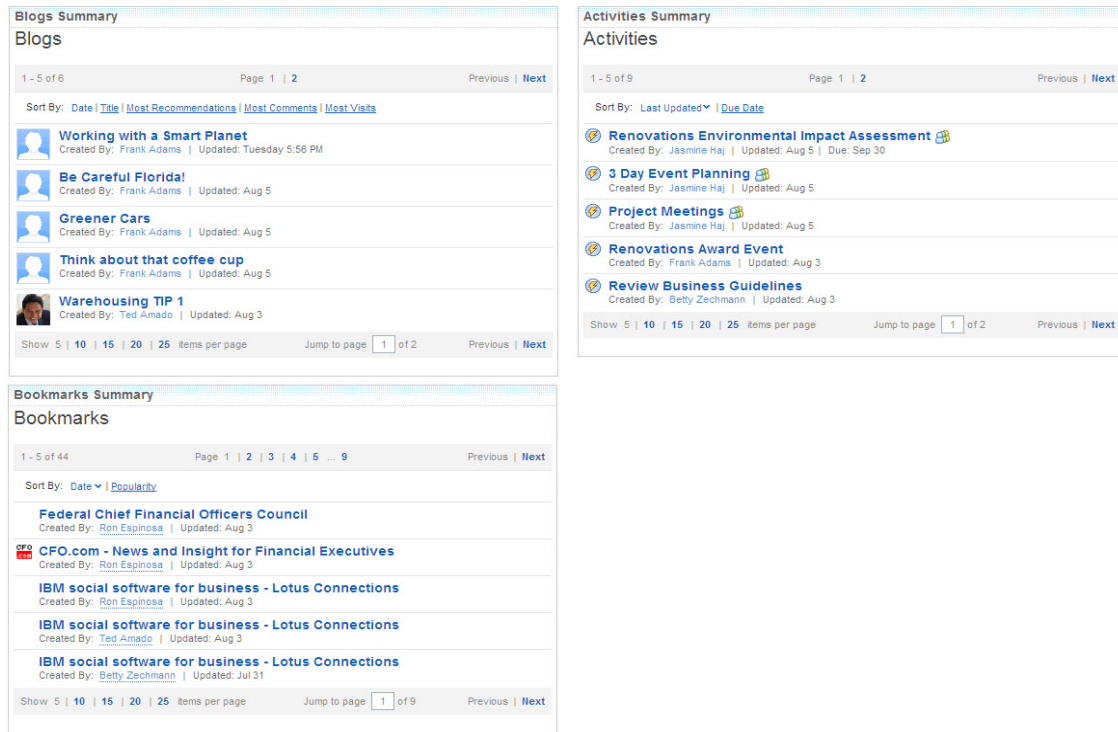 Blogs Summary
Blogs
1 - 5 of 6 Page 1 | 2 Previous | Next
Sort By: Date | Title | Most Recommendations | Most Comments | Most Visits
Working with a Smart Planet
Created By: Frank Adams | Updated: Tuesday 5:56 PM
Be Careful Florida!
Created By: Frank Adams | Updated: Aug 5
Greener Cars
Created By: Frank Adams | Updated: Aug 5
Think about that coffee cup
Created By: Frank Adams | Updated: Aug 5
Warehousing TIP 1
Created By: Ted Amado | Updated: Aug 3
Show 5 | 10 | 15 | 20 | 25 items per page Jump to page 1 of 2 Previous | Next
Activities Summary
Activities
1 - 5 of 9 Page 1 | 2 Previous | Next
Sort By: Last Updated | Due Date
Renovations Environmental Impact Assessment
Created By: Jasmine Haj | Updated: Aug 5 | Due: Sep 30
3 Day Event Planning
Created By: Jasmine Haj | Updated: Aug 5
Project Meetings
Created By: Jasmine Haj | Updated: Aug 5
Renovations Award Event
Created By: Frank Adams | Updated: Aug 3
Review Business Guidelines
Created By: Betty Zechmann | Updated: Aug 3
Show 5 | 10 | 15 | 20 | 25 items per page Jump to page 1 of 2 Previous | Next
Bookmarks Summary
Bookmarks
1 - 5 of 44 Page 1 | 2 | 3 | 4 | 5 ... 9 Previous | Next
Sort By: Date | Popularity
Federal Chief Financial Officers Council
Created By: Ron Espinosa | Updated: Aug 3
CFO .COM CFO.com - News and Insight for Financial Executives
Created By: Ron Espinosa | Updated: Aug 3
IBM social software for business - Lotus Connections
Created By: Ron Espinosa | Updated: Aug 3
IBM social software for business - Lotus Connections
Created By: Ted Amado | Updated: Aug 3
IBM social software for business - Lotus Connections
Created By: Betty Zechmann | Updated: Jul 31
Show 5 | 10 | 15 | 20 | 25 items per page Jump to page 1 of 9 Previous | Next